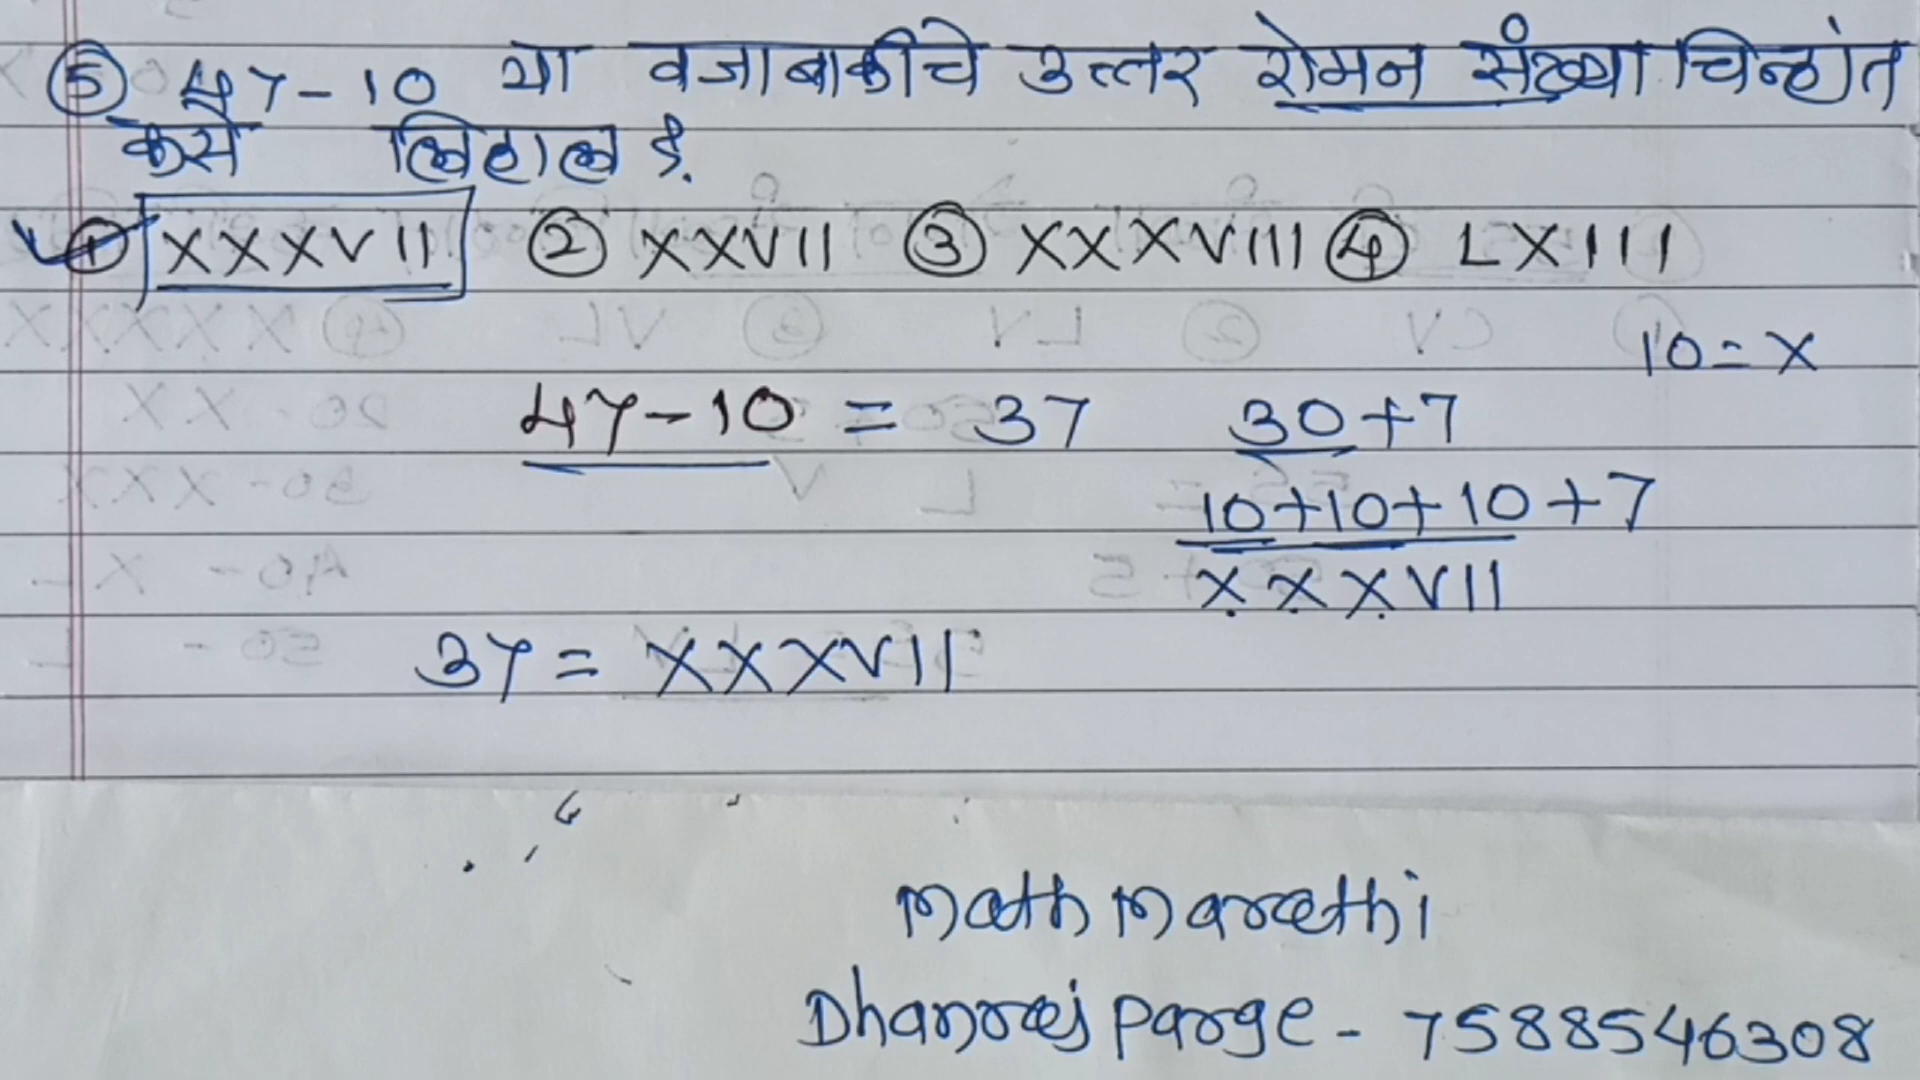 ⑤ 47-10 या वजाबाकीचे उत्तर रोमन संख्या चिन्हांत
कसे लिहाल ?
① XXXVII ② XXVII ③ XXXVIII ④ LXIII
10=X
47-10 = 37 30+7
10+10+10+7
XXXVII
37= XXXVII
Math Marathi
Dhanraj Parge - 7588546308